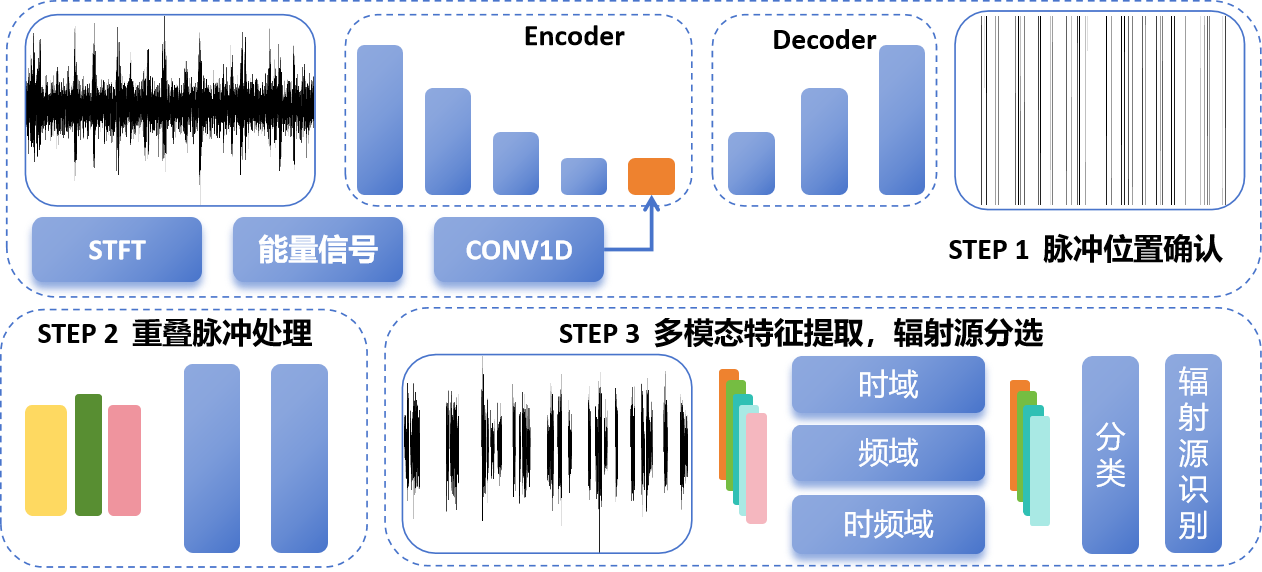 Encoder
Decoder
STFT
能量信号
CONV1D
STEP 1 脉冲位置确认
STEP 2 重叠脉冲处理
STEP 3 多模态特征提取，辐射源分选
时域
频域
时频域
分类
辐射源识别